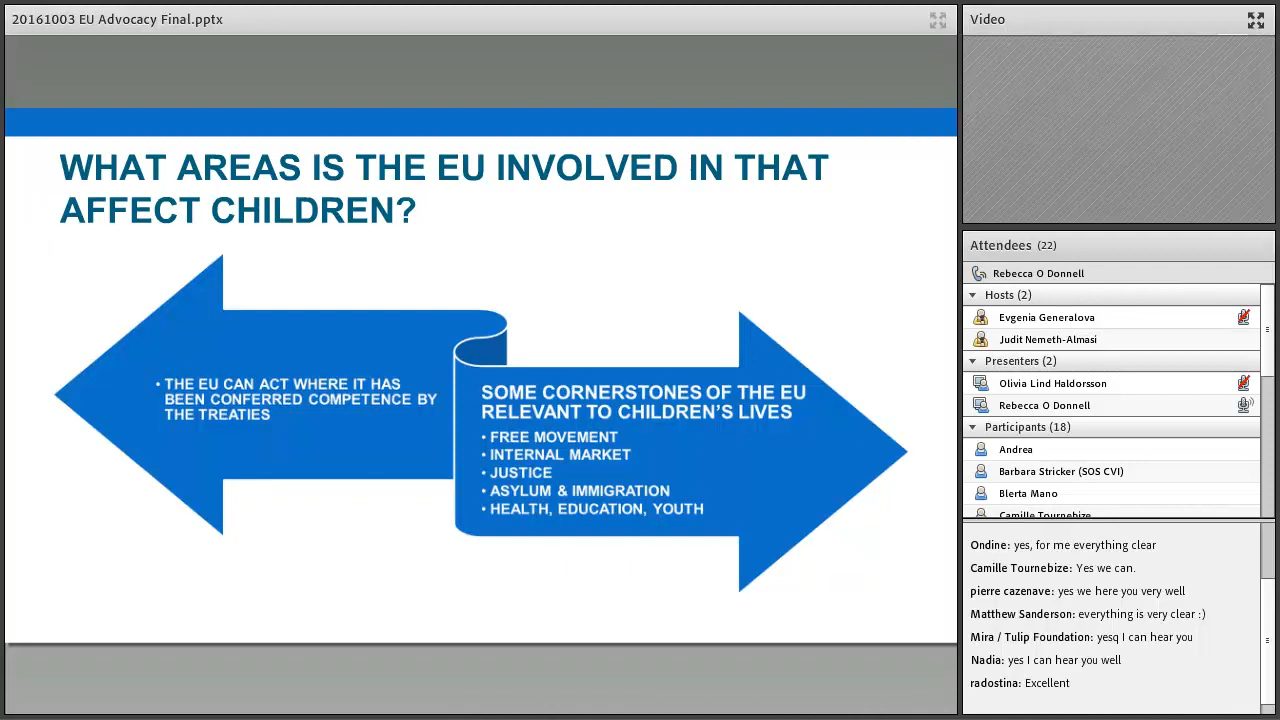 20161003 EU Advocacy Final.pptx
WHAT AREAS IS THE EU INVOLVED IN THAT
AFFECT CHILDREN?
• THE EU CAN ACT WHERE IT HAS
BEEN CONFERRED COMPETENCE BY
THE TREATIES
SOME CORNERSTONES OF THE EU
RELEVANT TO CHILDREN'S LIVES
• FREE MOVEMENT
• INTERNAL MARKET
• JUSTICE
• ASYLUM & IMMIGRATION
• HEALTH, EDUCATION, YOUTH
Video
Attendees (22)
Rebecca O Donnell
Hosts (2)
Evgenia Generalova
Judit Nemeth-Almasi
Presenters (2)
Olivia Lind Haldorsson
Rebecca O Donnell
Participants (18)
Andrea
Barbara Stricker (SOS CVI)
Blerta Mano
Camille Tournebize
Ondine: yes, for me everything clear
Camille Tournebize: Yes we can.
pierre cazenave: yes we here you very well
Matthew Sanderson: everything is very clear :)
Mira / Tulip Foundation: yesq I can hear you
Nadia: yes I can hear you well
radostina: Excellent